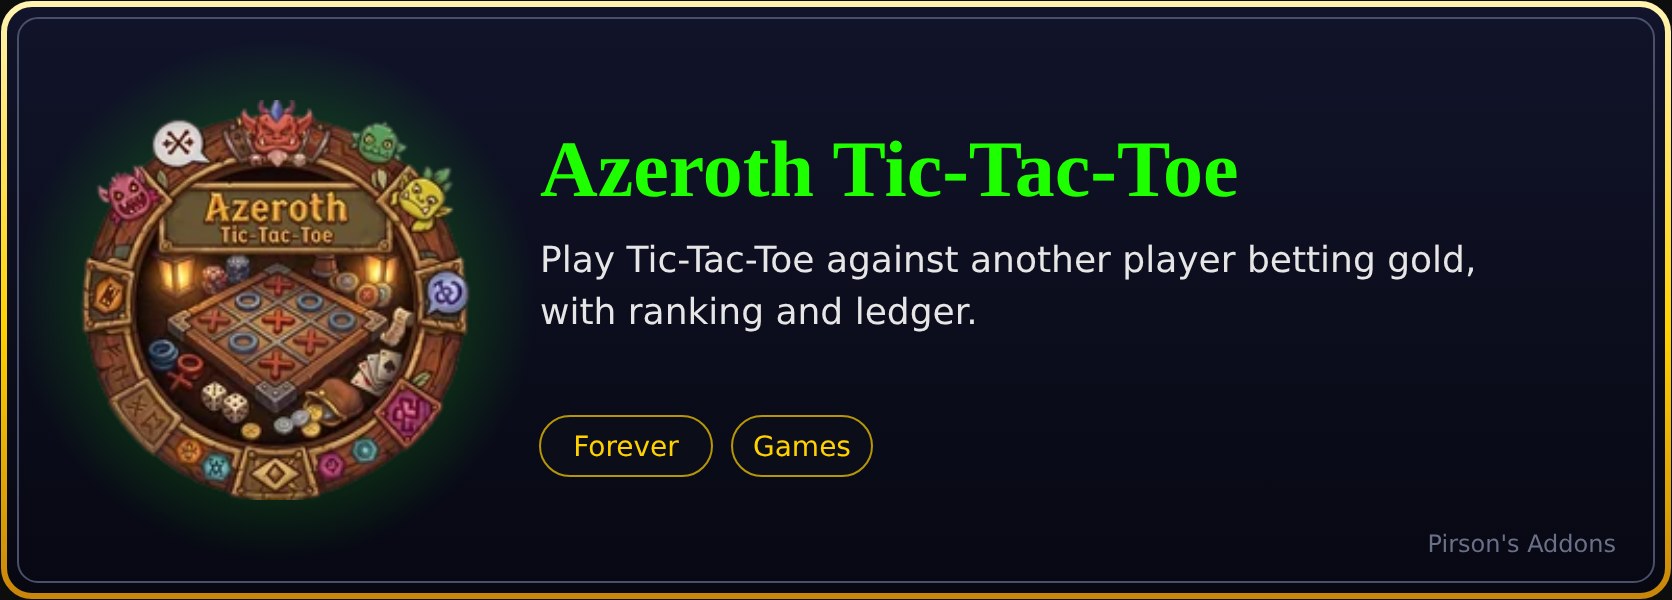 Azeroth
Tic-Tac-Toe
Azeroth Tic-Tac-Toe
Play Tic-Tac-Toe against another player betting gold,
with ranking and ledger.
Forever
Games
Pirson's Addons